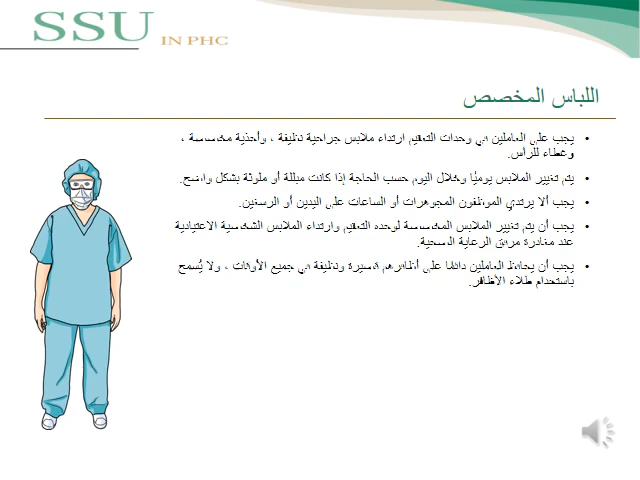 SSU IN PHC
اللباس المخصص
• يجب على العاملين في وحدات التعقيم ارتداء ملابس جراحية نظيفة ، وأحذية مخصصة ،
وغطاء للرأس.
• يتم تغيير الملابس يوميًا وخلال اليوم حسب الحاجة إذا كانت مبللة أو ملوثة بشكل واضح.
• يجب ألا يرتدي الموظفون المجوهرات أو الساعات على اليدين أو الرسغين.
• يجب أن يتم تغيير الملابس المخصصة لوحده التعقيم وارتداء الملابس الشخصية الاعتيادية
عند مغادرة مرفق الرعاية الصحية.
• يجب أن يحافظ العاملين دائمًا على أظافرهم قصيرة ونظيفة في جميع الأوقات ، ولا يُسمح
باستخدام طلاء الأظافر.